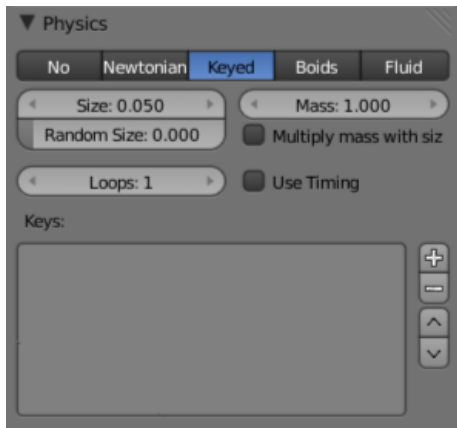 Physics
No Newtonian Keyed Boids Fluid
Size: 0.050 Mass: 1.000
Random Size: 0.000 Multiply mass with siz
Loops: 1 Use Timing
Keys: